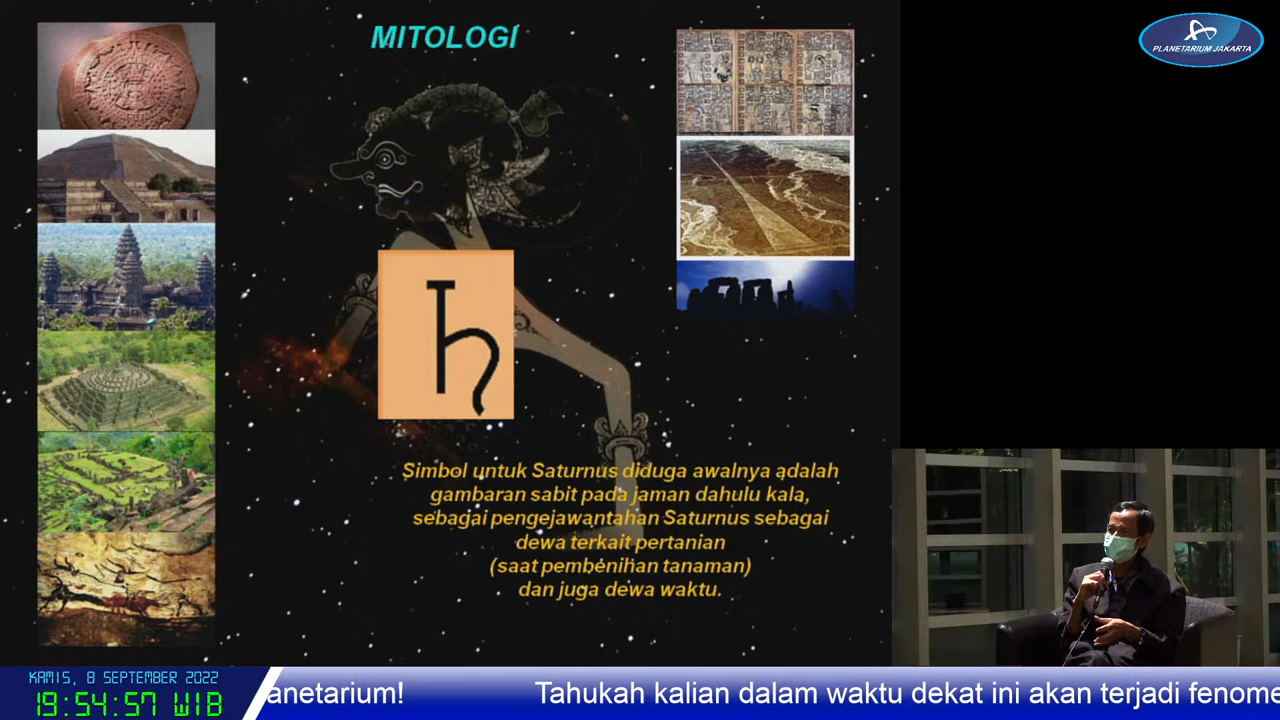 MITOLOGI
PLANETARIUM JAKARTA
Simbol untuk Saturnus diduga awalnya adalah
gambaran sabit pada jaman dahulu kala,
sebagai pengejawantahan Saturnus sebagai
dewa terkait pertanian
(saat pembenihan tanaman)
dan juga dewa waktu.
KAMIS, 8 SEPTEMBER 2022
19:54:57 WIB
anetarium! Tahukah kalian dalam waktu dekat ini akan terjadi fenome